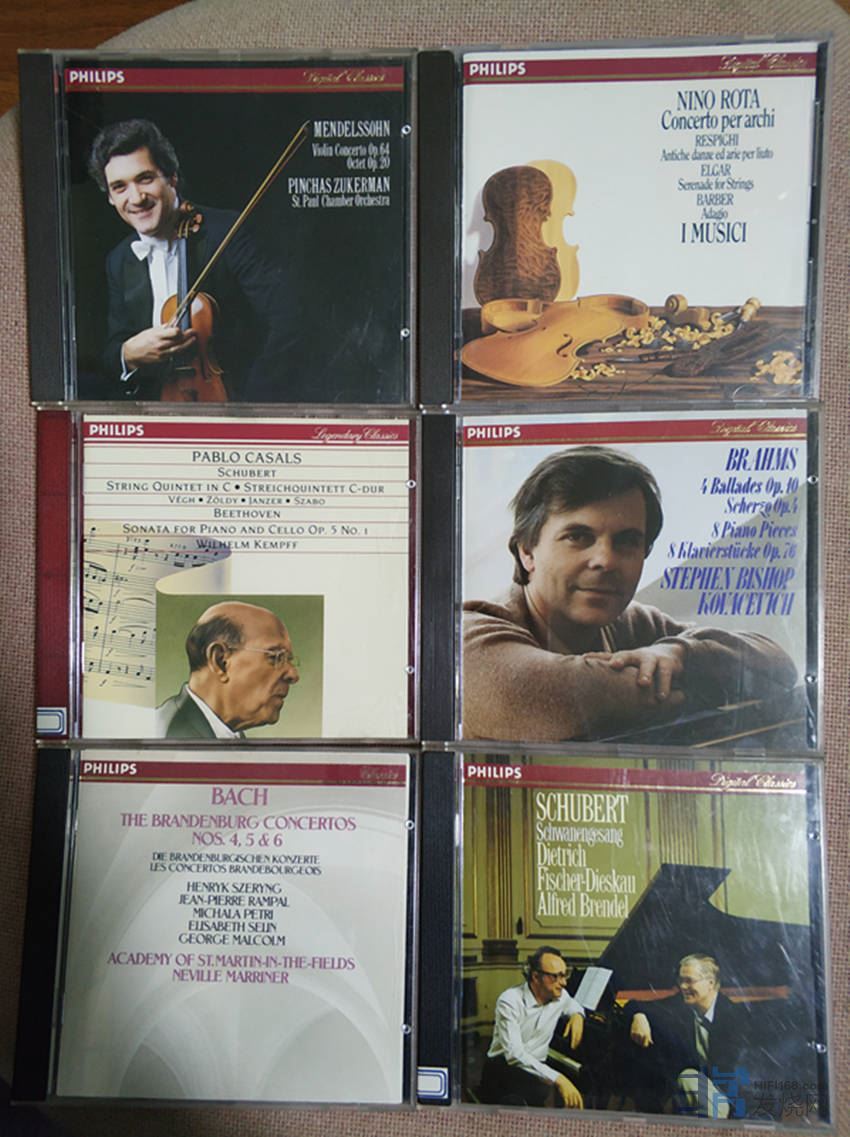 PHILIPS
Digital Classics
MENDELSSOHN
Violin Concerto Op.64
Octet Op.20
PINCHAS ZUKERMAN
St. Paul Chamber Orchestra
PHILIPS
Digital Classics
NINO ROTA
Concerto per archi
RESPIGHI
Antiche danze ed arie per liuto
ELGAR
Serenade for Strings
BARBER
Adagio
I MUSICI
PHILIPS
Legendary Classics
PABLO CASALS
SCHUBERT
STRING QUINTET IN C • STREICHQUINTETT C-DUR
VÉGH • ZÖLDY • JANZER • SZABO
BEETHOVEN
SONATA FOR PIANO AND CELLO OP. 5 NO. 1
WILHELM KEMPFF
PHILIPS
Digital Classics
BRAHMS
4 Ballades Op.10
Scherzo Op.4
8 Piano Pieces
8 Klavierstücke Op.76
STEPHEN BISHOP
KOVACEVICH
PHILIPS
Classics
BACH
THE BRANDENBURG CONCERTOS
NOS. 4, 5 & 6
DIE BRANDENBURGISCHEN KONZERTE
LES CONCERTOS BRANDEBOURGEOIS
HENRYK SZERYNG
JEAN-PIERRE RAMPAL
MICHALA PETRI
ELISABETH SELIN
GEORGE MALCOLM
ACADEMY OF ST. MARTIN-IN-THE-FIELDS
NEVILLE MARRINER
PHILIPS
Digital Classics
SCHUBERT
Schwanengesang
Dietrich
Fischer-Dieskau
Alfred Brendel
HIFI168.com
发烧网